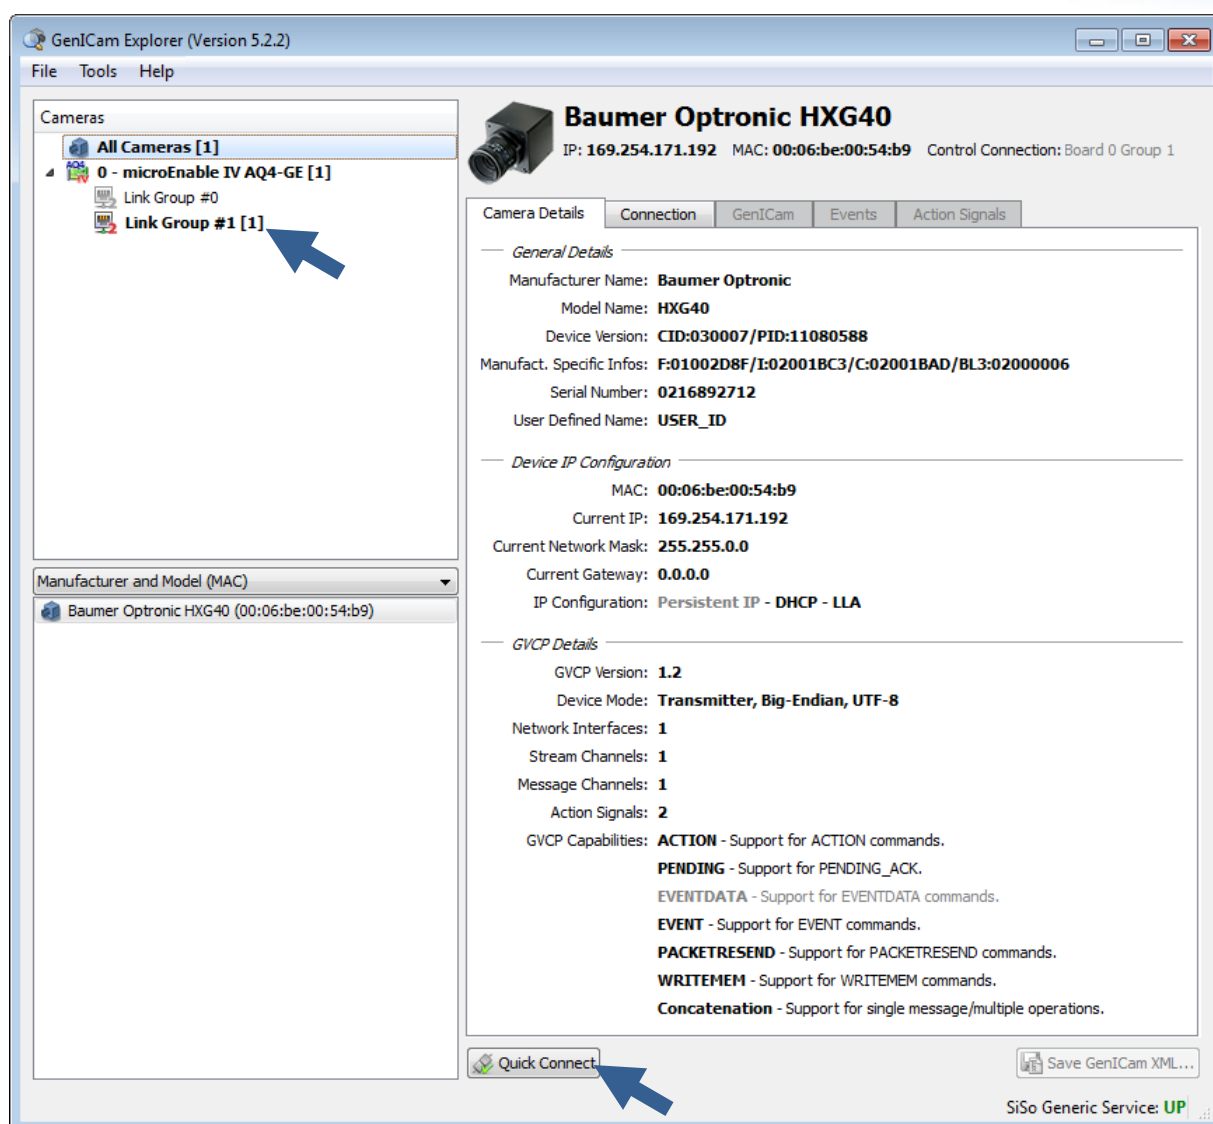 GenICam Explorer (Version 5.2.2)
File Tools Help
Cameras
All Cameras [1]
0 - microEnable IV AQ4-GE [1]
Link Group #0
Link Group #1 [1]
Manufacturer and Model (MAC)
Baumer Optronic HXG40 (00:06:be:00:54:b9)
Baumer Optronic HXG40
IP: 169.254.171.192 MAC: 00:06:be:00:54:b9 Control Connection: Board 0 Group 1
Camera Details Connection GenICam Events Action Signals
General Details
Manufacturer Name: Baumer Optronic
Model Name: HXG40
Device Version: CID:030007/PID:11080588
Manufact. Specific Infos: F:01002D8F/I:02001BC3/C:02001BAD/BL3:02000006
Serial Number: 0216892712
User Defined Name: USER_ID
Device IP Configuration
MAC: 00:06:be:00:54:b9
Current IP: 169.254.171.192
Current Network Mask: 255.255.0.0
Current Gateway: 0.0.0.0
IP Configuration: Persistent IP - DHCP - LLA
GVCP Details
GVCP Version: 1.2
Device Mode: Transmitter, Big-Endian, UTF-8
Network Interfaces: 1
Stream Channels: 1
Message Channels: 1
Action Signals: 2
GVCP Capabilities: ACTION - Support for ACTION commands.
PENDING - Support for PENDING_ACK.
EVENTDATA - Support for EVENTDATA commands.
EVENT - Support for EVENT commands.
PACKETRESEND - Support for PACKETRESEND commands.
WRITEMEM - Support for WRITEMEM commands.
Concatenation - Support for single message/multiple operations.
Quick Connect
Save GenICam XML...
SiSo Generic Service: UP